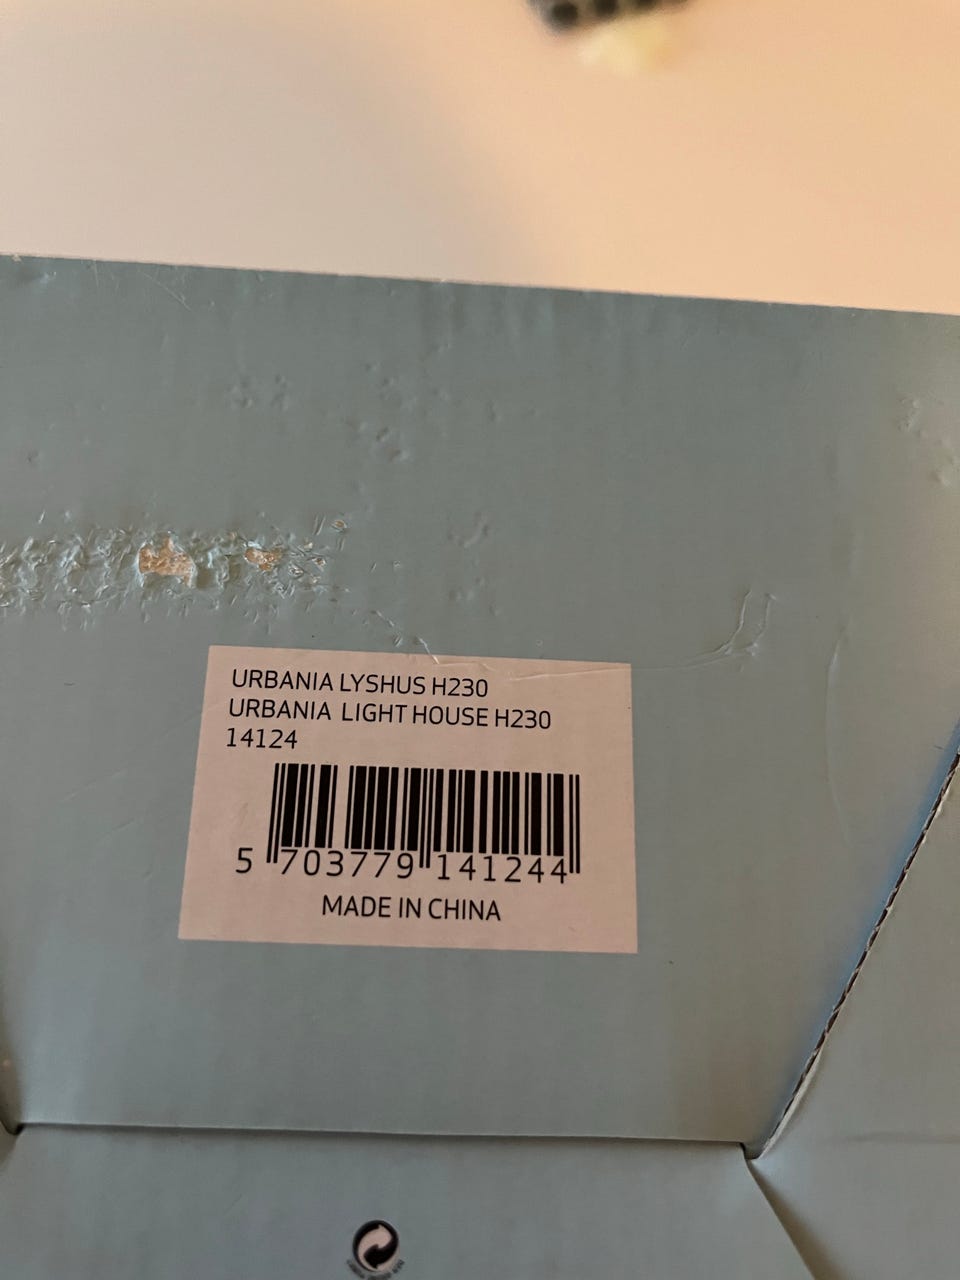 URBANIA LYSHUS H230
URBANIA LIGHT HOUSE H230
14124
5 703779 141244
MADE IN CHINA